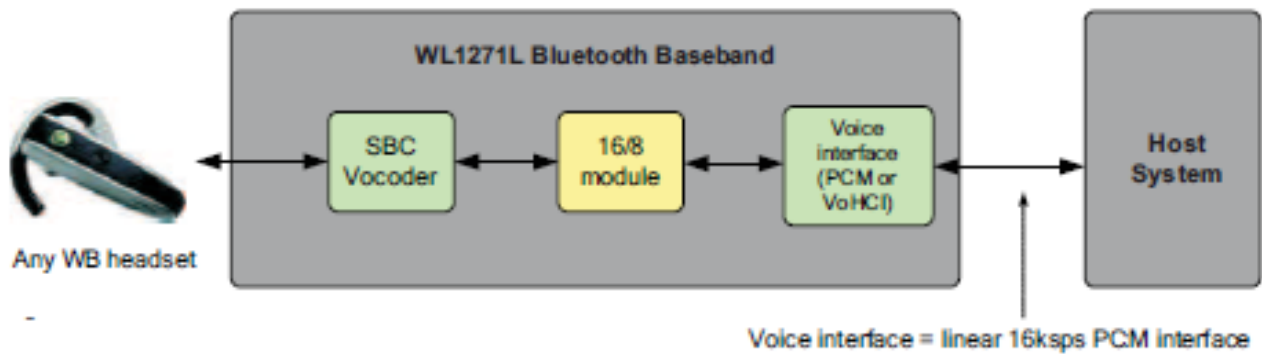 WL1271L Bluetooth Baseband
SBC
Vocoder
16/8
module
Voice
interface
(PCM or
VoHCI)
Host
System
Any WB headset
-
Voice interface = linear 16ksps PCM interface